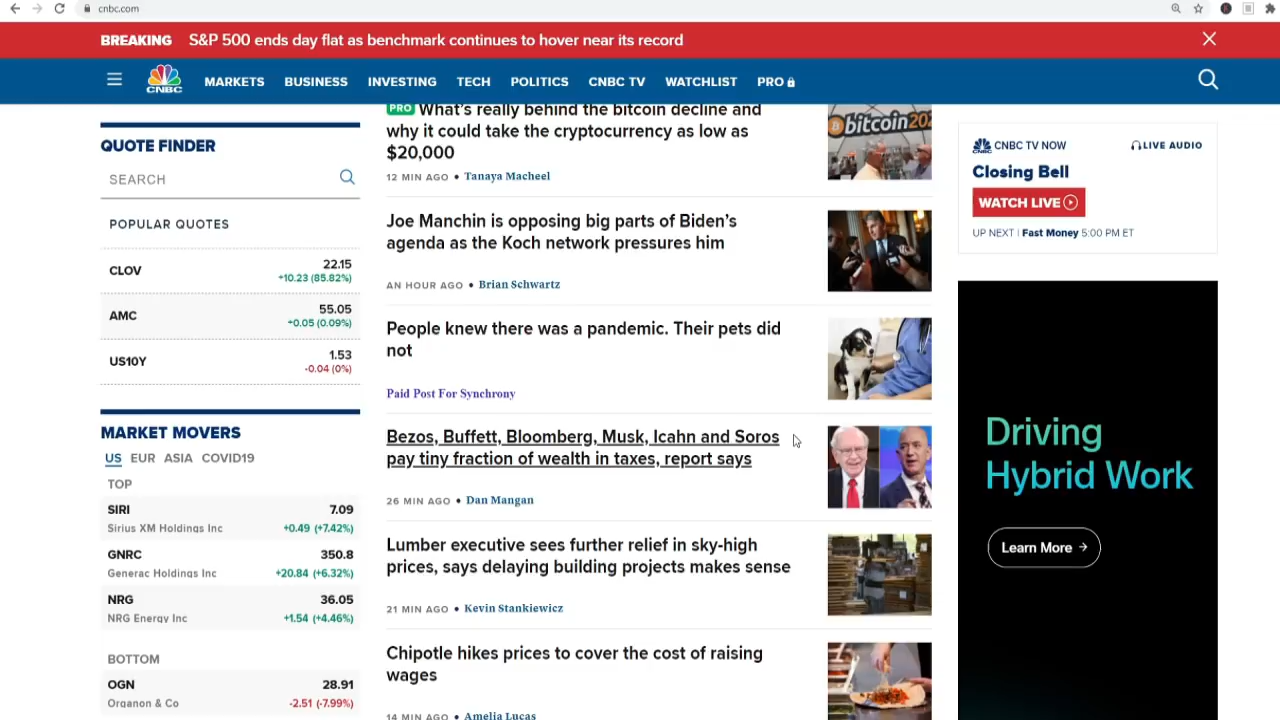 cnbc.com
BREAKING S&P 500 ends day flat as benchmark continues to hover near its record
CNBC MARKETS BUSINESS INVESTING TECH POLITICS CNBC TV WATCHLIST PRO
QUOTE FINDER
SEARCH
POPULAR QUOTES
CLOV 22.15
+10.23 (85.82%)
AMC 55.05
+0.05 (0.09%)
US10Y 1.53
-0.04 (0%)
MARKET MOVERS
US EUR ASIA COVID19
TOP
SIRI 7.09
Sirius XM Holdings Inc +0.49 (+7.42%)
GNRC 350.8
Generac Holdings Inc +20.84 (+6.32%)
NRG 36.05
NRG Energy Inc +1.54 (+4.46%)
BOTTOM
OGN 28.91
Organon & Co -2.51 (-7.99%)
PRO What's really behind the bitcoin decline and
why it could take the cryptocurrency as low as
$20,000
12 MIN AGO • Tanaya Macheel
bitcoin 202
Joe Manchin is opposing big parts of Biden's
agenda as the Koch network pressures him
AN HOUR AGO • Brian Schwartz
People knew there was a pandemic. Their pets did
not
Paid Post For Synchrony
Bezos, Buffett, Bloomberg, Musk, Icahn and Soros
pay tiny fraction of wealth in taxes, report says
26 MIN AGO • Dan Mangan
Lumber executive sees further relief in sky-high
prices, says delaying building projects makes sense
21 MIN AGO • Kevin Stankiewicz
Chipotle hikes prices to cover the cost of raising
wages
14 MIN AGO • Amelia Lucas
CNBC TV NOW LIVE AUDIO
Closing Bell
WATCH LIVE
UP NEXT | Fast Money 5:00 PM ET
Driving
Hybrid Work
Learn More →